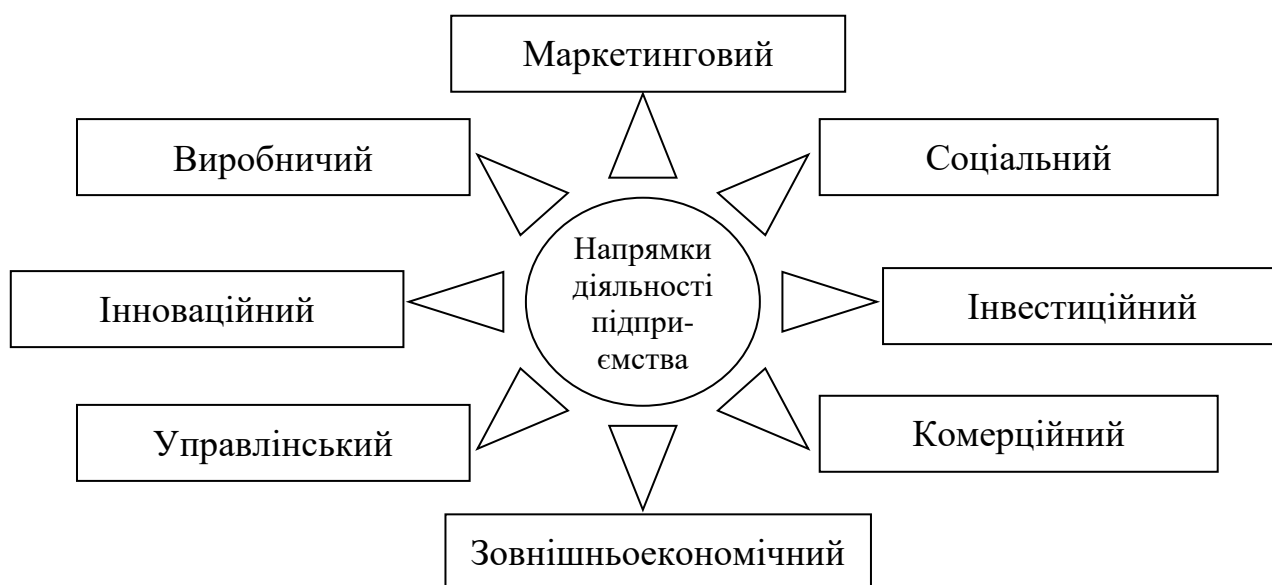 Маркетинговий
Виробничий
Соціальний
Напрямки
діяльності
підпри-
ємства
Інноваційний
Інвестиційний
Управлінський
Комерційний
Зовнішньоекономічний